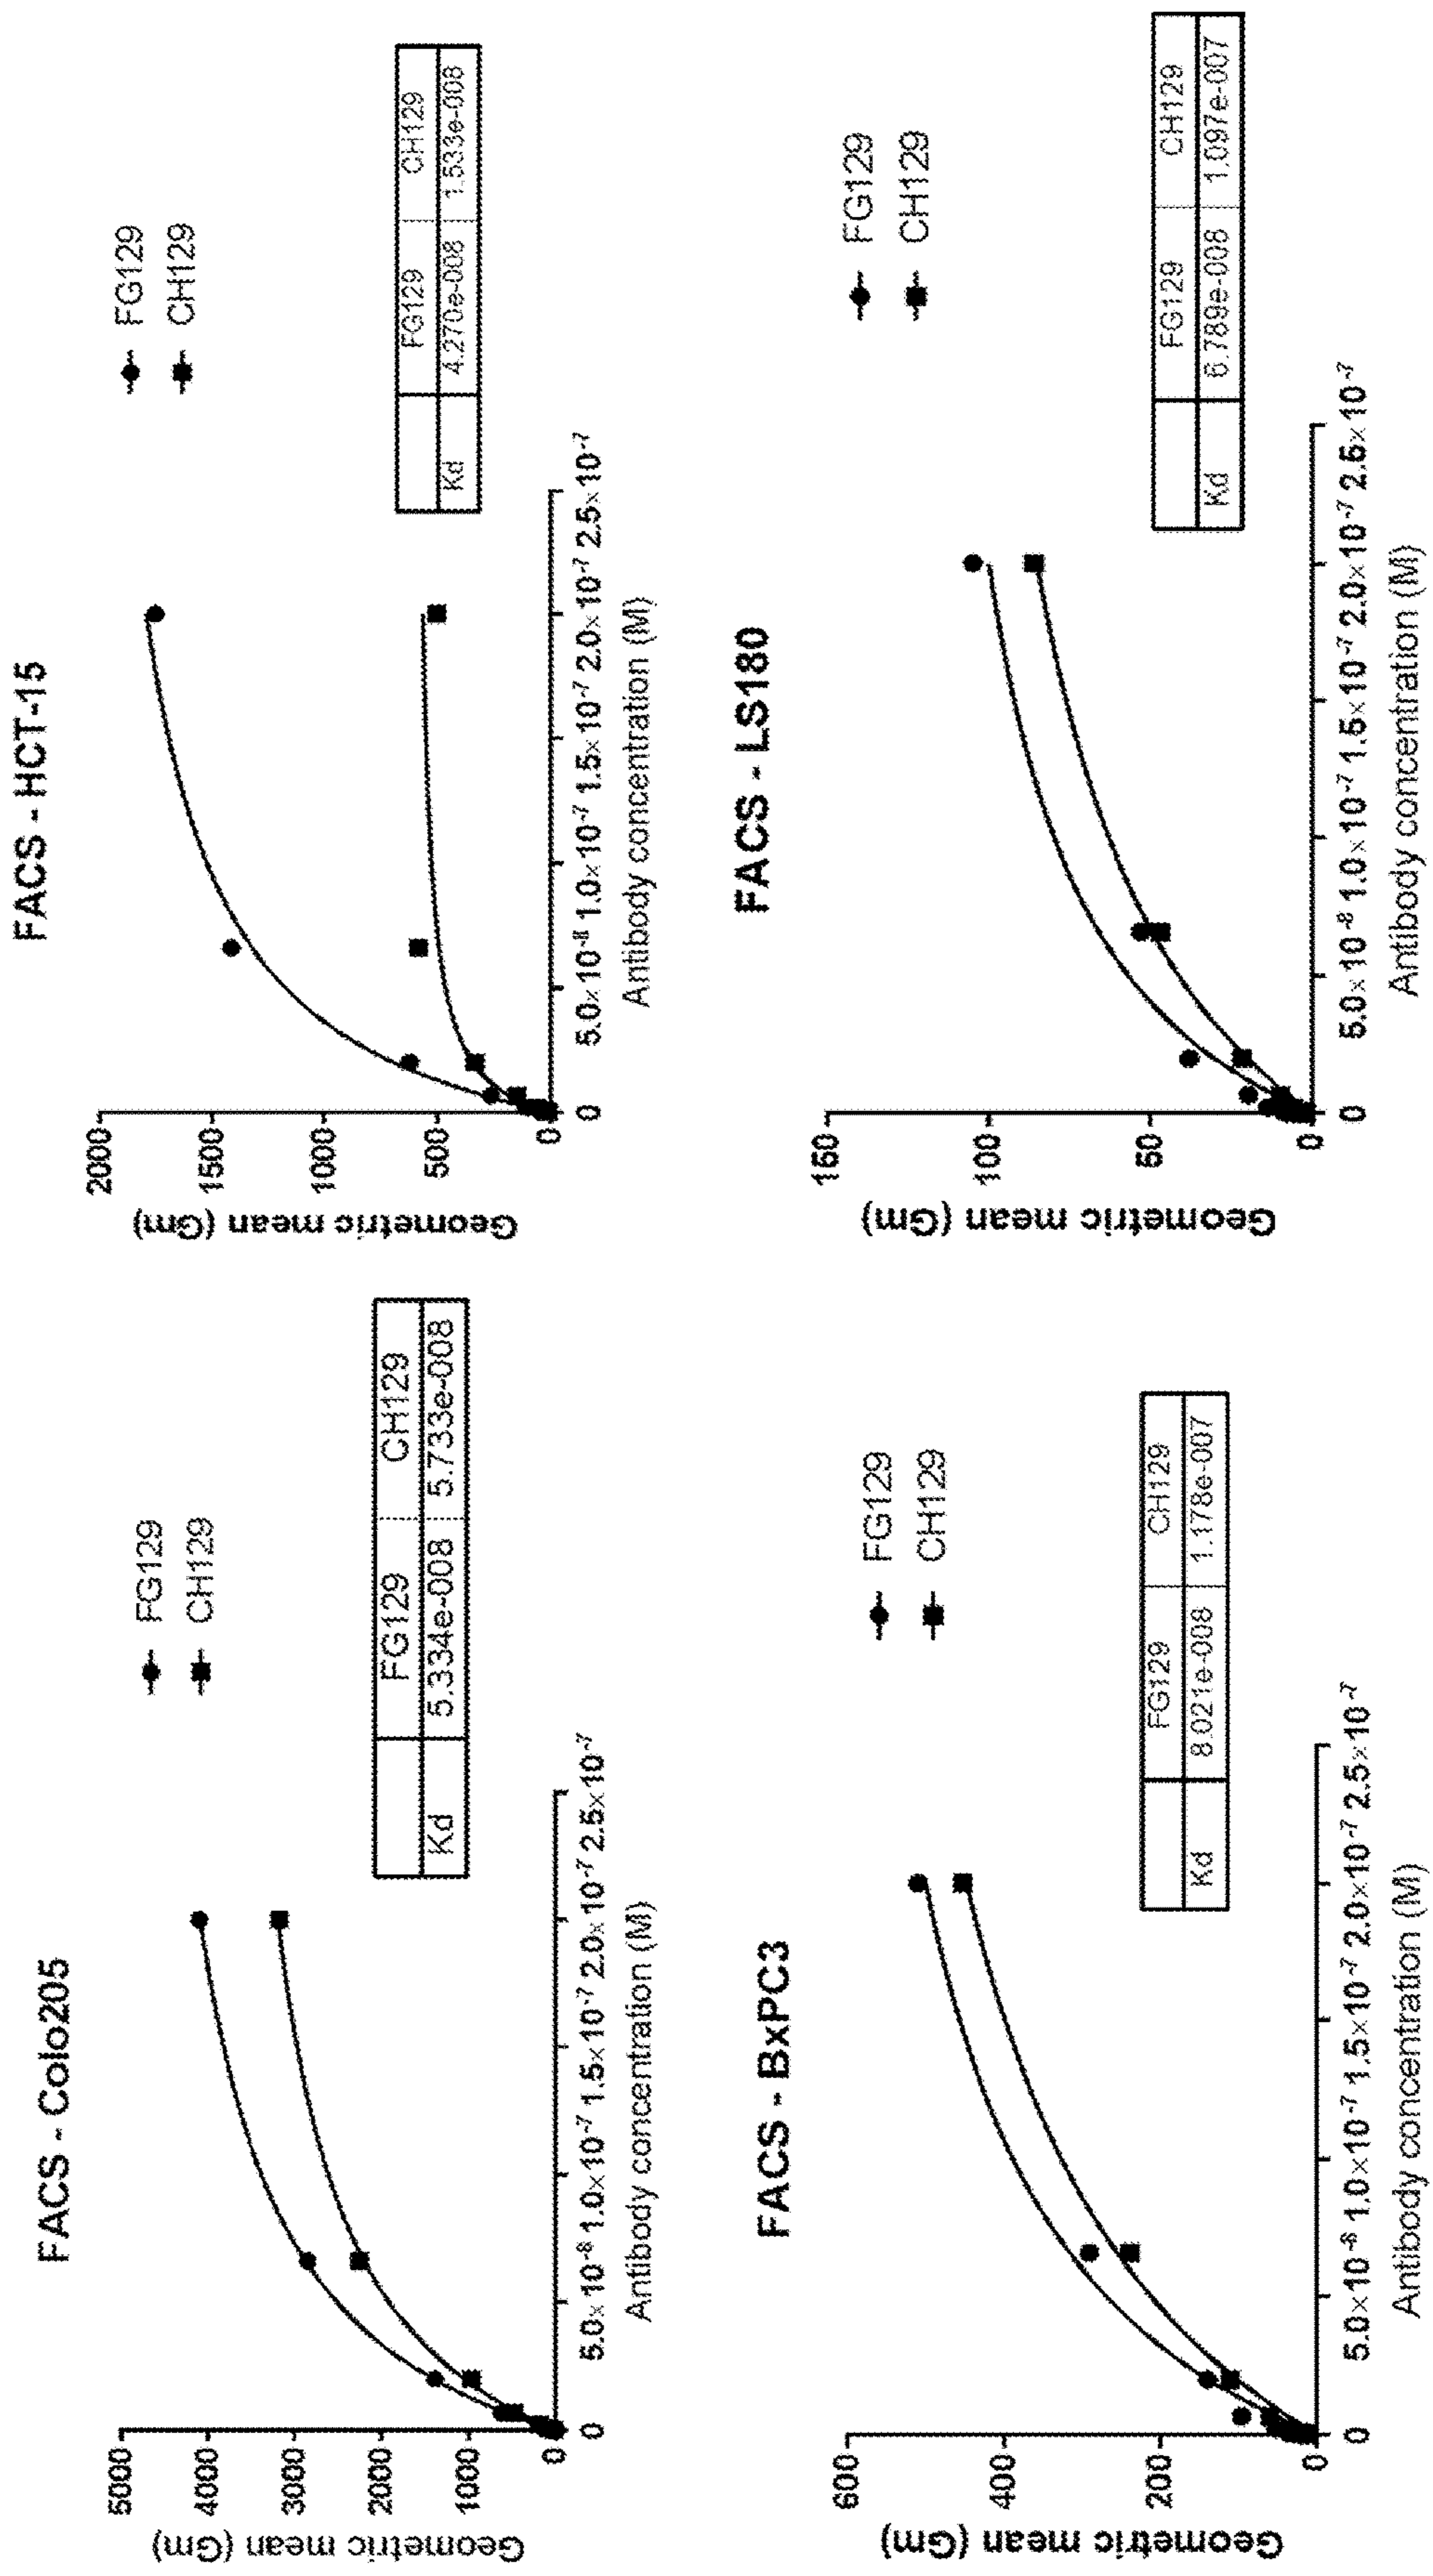 FACS - Colo205
5000
4000
3000
2000
1000
0
Geometric mean (Gm)
0 5.0×10⁻⁸ 1.0×10⁻⁷ 1.5×10⁻⁷ 2.0×10⁻⁷ 2.5×10⁻⁷
Antibody concentration (M)
FG129
CH129
FG129 CH129
Kd 5.334e-008 5.733e-008
FACS - HCT-15
2000
1500
1000
500
0
Geometric mean (Gm)
0 5.0×10⁻⁸ 1.0×10⁻⁷ 1.5×10⁻⁷ 2.0×10⁻⁷ 2.5×10⁻⁷
Antibody concentration (M)
FG129
CH129
FG129 CH129
Kd 4.270e-008 1.533e-008
FACS - BxPC3
600
400
200
0
Geometric mean (Gm)
0 5.0×10⁻⁸ 1.0×10⁻⁷ 1.5×10⁻⁷ 2.0×10⁻⁷ 2.5×10⁻⁷
Antibody concentration (M)
FG129
CH129
FG129 CH129
Kd 8.021e-008 1.178e-007
FACS - LS180
150
100
50
0
Geometric mean (Gm)
0 5.0×10⁻⁸ 1.0×10⁻⁷ 1.5×10⁻⁷ 2.0×10⁻⁷ 2.5×10⁻⁷
Antibody concentration (M)
FG129
CH129
FG129 CH129
Kd 6.789e-008 1.097e-007